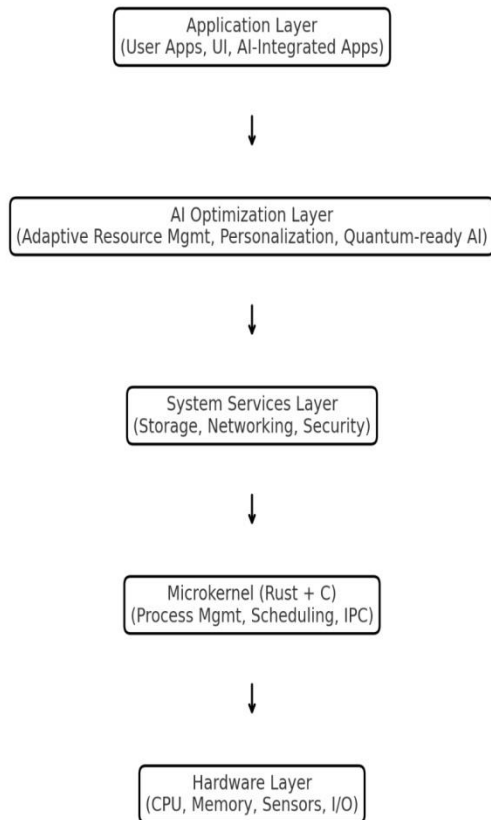 Application Layer
(User Apps, UI, AI-Integrated Apps)
AI Optimization Layer
(Adaptive Resource Mgmt, Personalization, Quantum-ready AI)
System Services Layer
(Storage, Networking, Security)
Microkernel (Rust + C)
(Process Mgmt, Scheduling, IPC)
Hardware Layer
(CPU, Memory, Sensors, I/O)